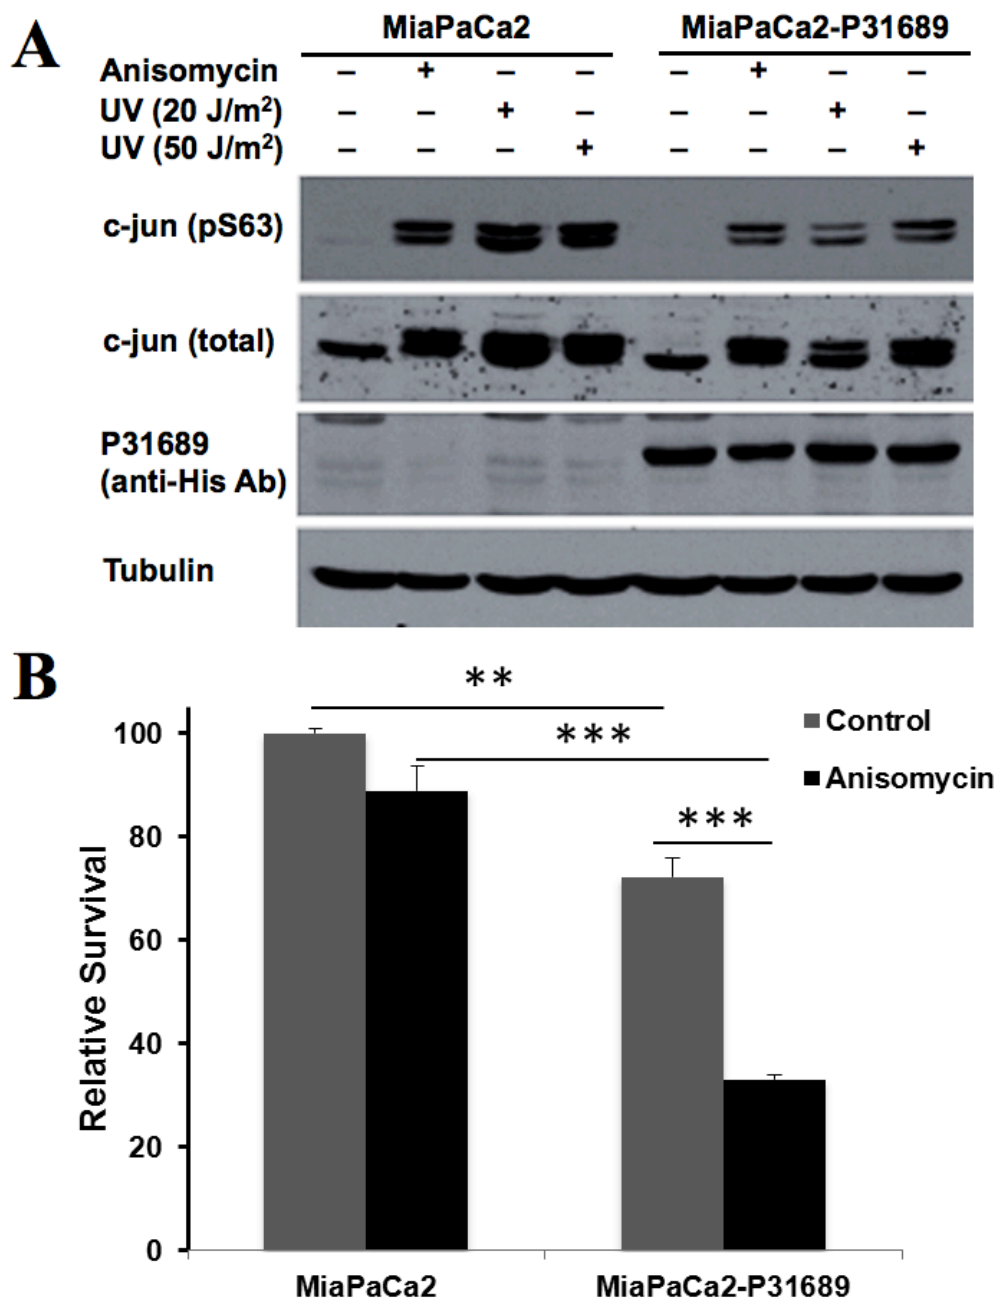 A
MiaPaCa2 MiaPaCa2-P31689
Anisomycin – + – – – + – –
UV (20 J/m²) – – + – – – + –
UV (50 J/m²) – – – + – – – +
c-jun (pS63)
c-jun (total)
P31689
(anti-His Ab)
Tubulin
B
**
***
***
Control
Anisomycin
100
80
60
40
20
0
Relative Survival
MiaPaCa2 MiaPaCa2-P31689